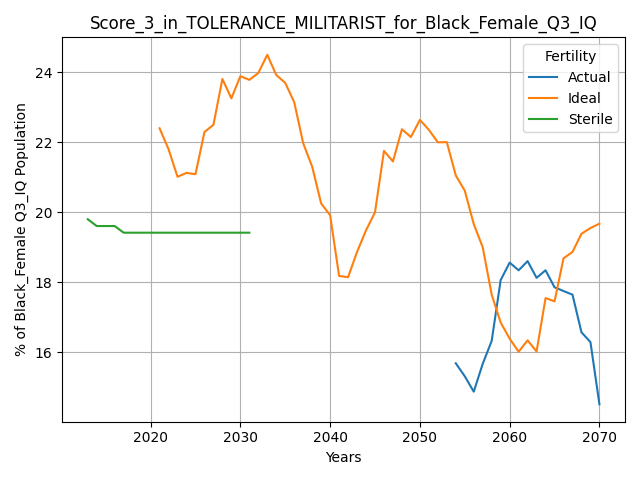 Score_3_in_TOLERANCE_MILITARIST_for_Black_Female_Q3_IQ
Fertility
Actual
Ideal
Sterile
% of Black_Female Q3_IQ Population
24
22
20
18
16
2020 2030 2040 2050 2060 2070
Years